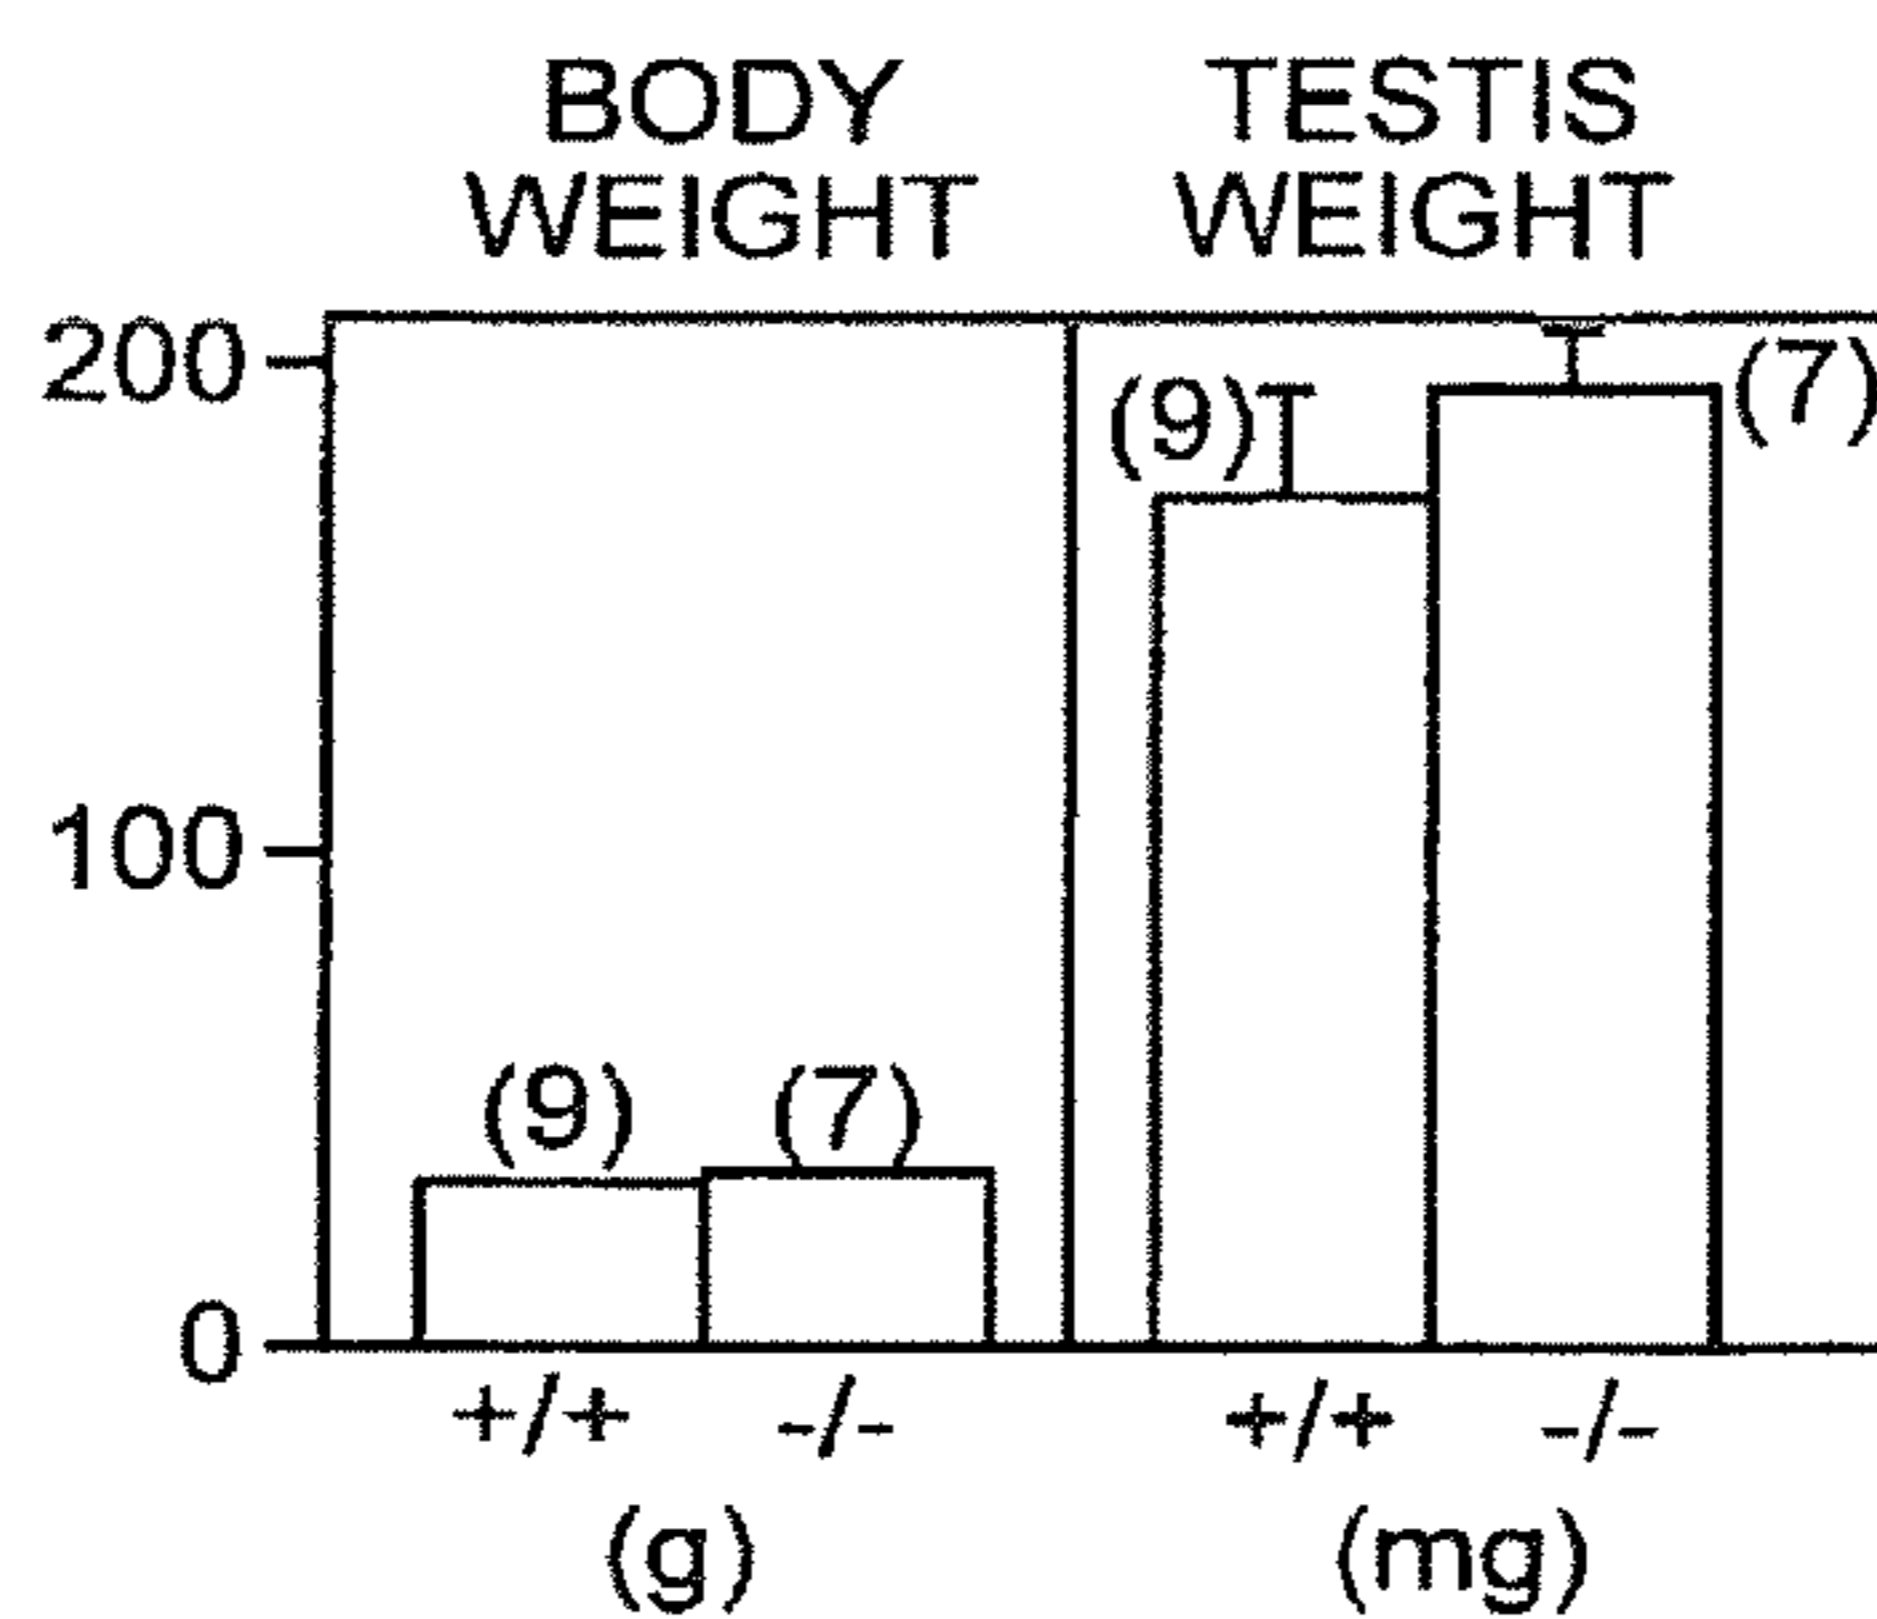 BODY
WEIGHT
TESTIS
WEIGHT
200
100
0
(9)
(7)
(9)
(7)
+/+
-/-
+/+
-/-
(g)
(mg)